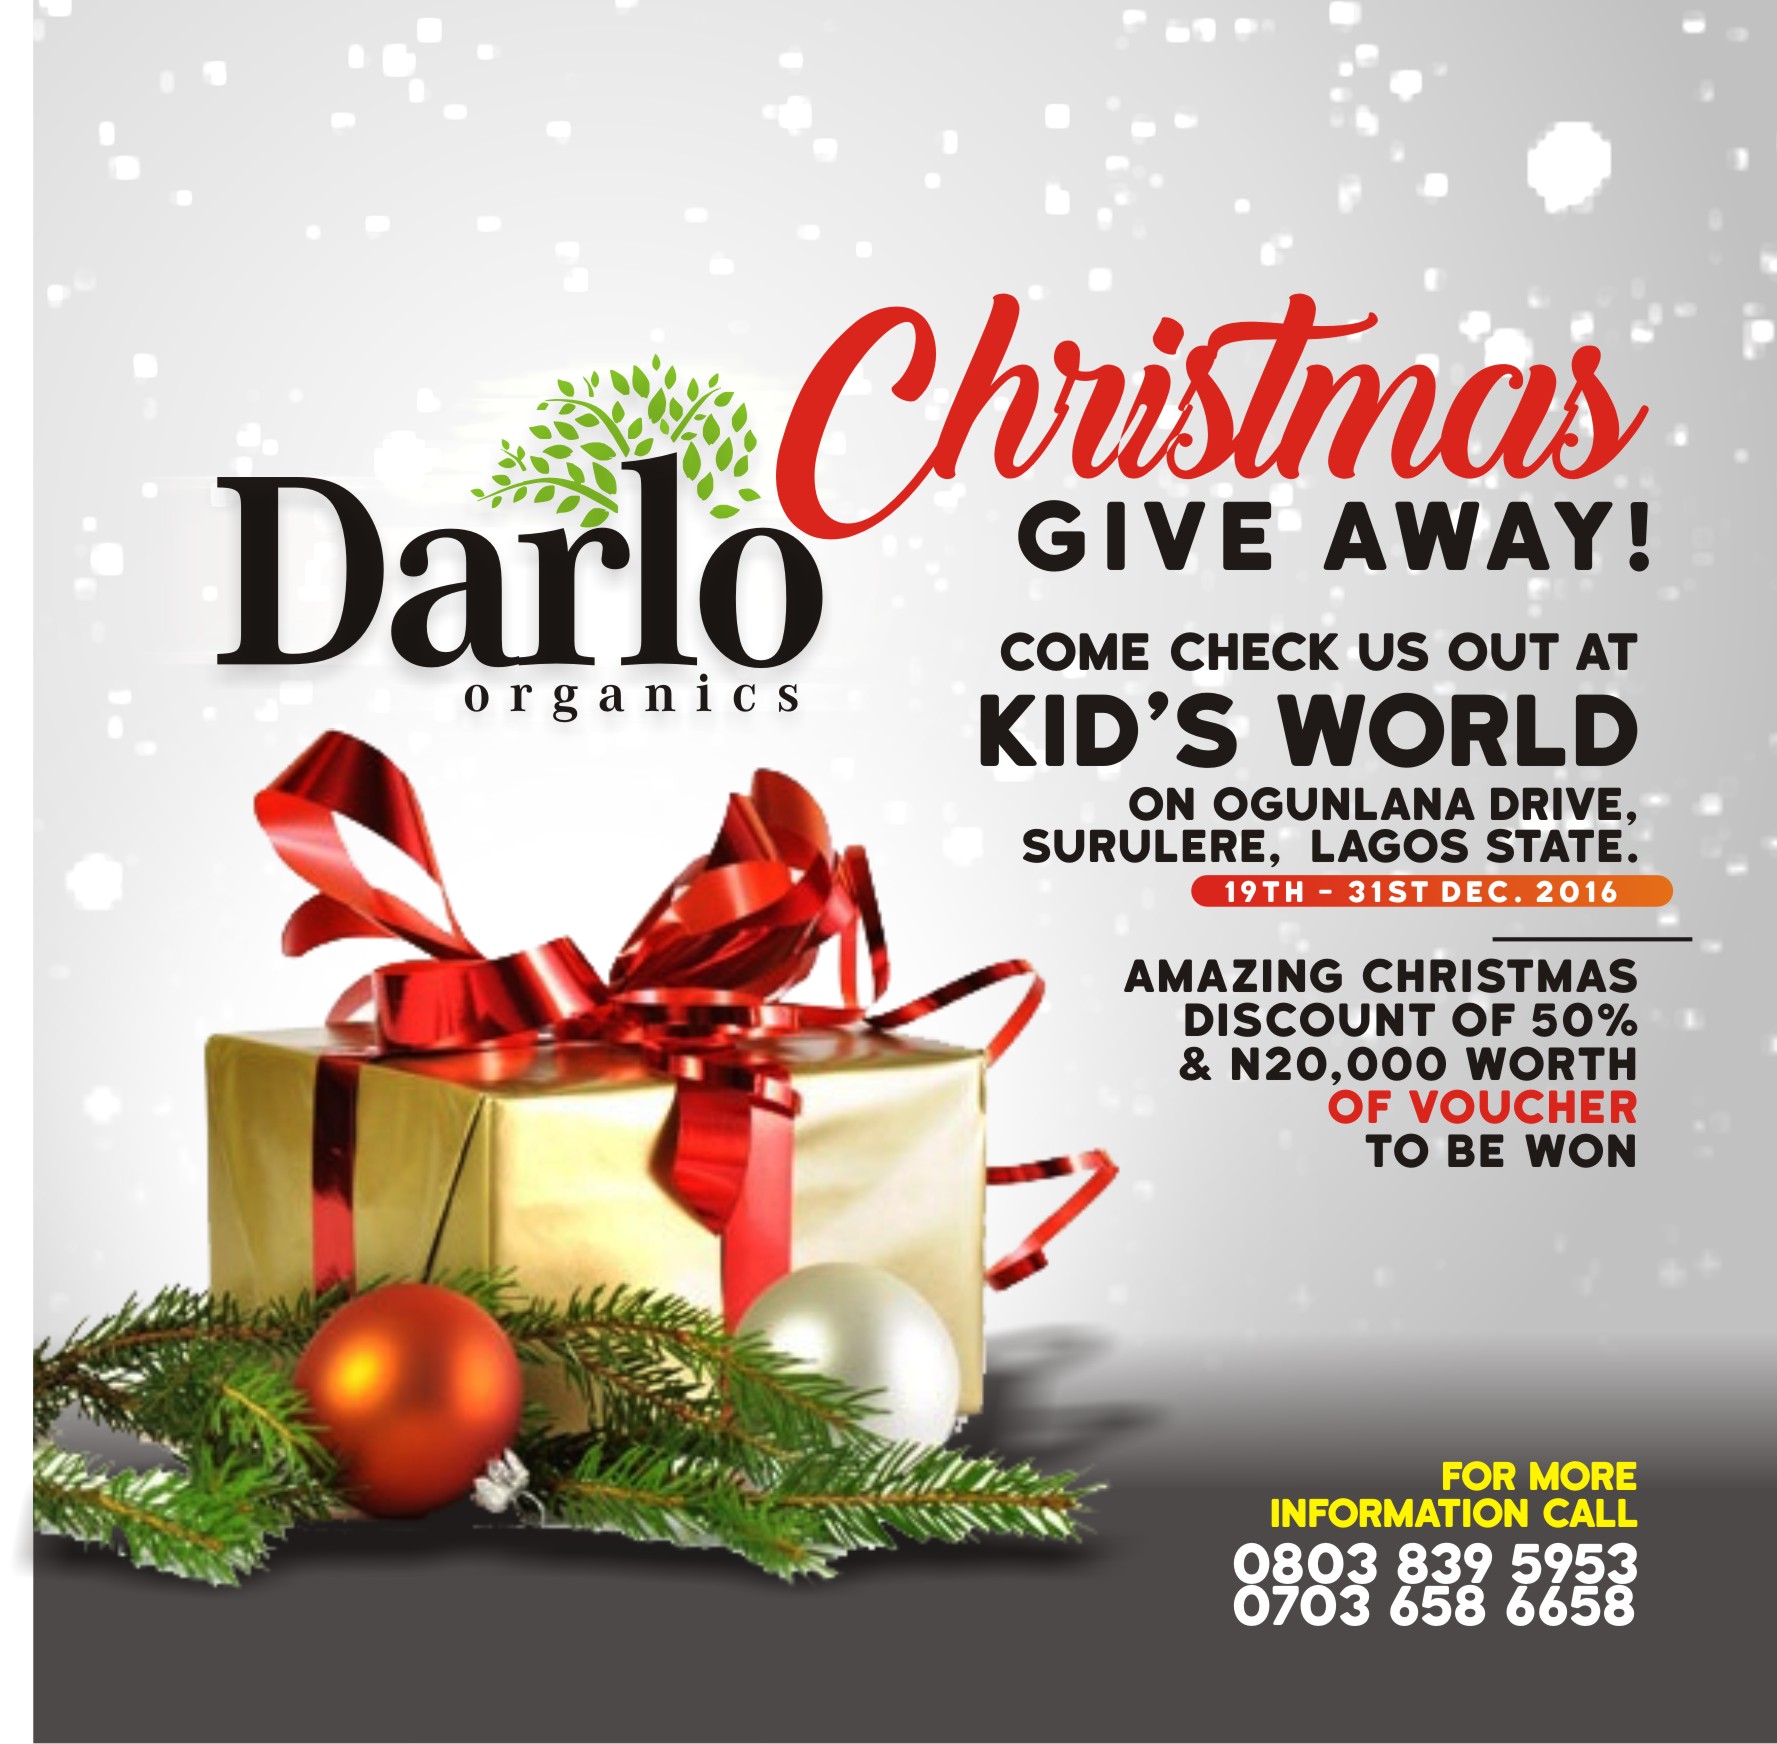 Darlo
organics
Christmas
GIVE AWAY!
COME CHECK US OUT AT
KID'S WORLD
ON OGUNLANA DRIVE,
SURULERE, LAGOS STATE.
19TH - 31ST DEC. 2016
AMAZING CHRISTMAS
DISCOUNT OF 50%
& N20,000 WORTH
OF VOUCHER
TO BE WON
FOR MORE
INFORMATION CALL
0803 839 5953
0703 658 6658